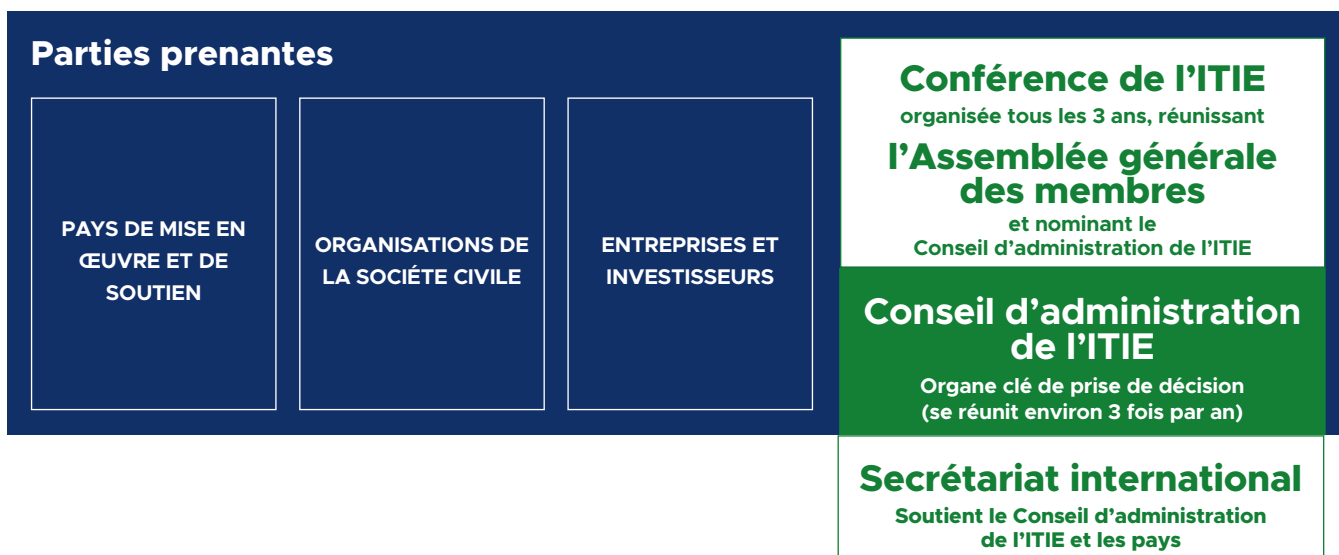 Parties prenantes
PAYS DE MISE EN
ŒUVRE ET DE
SOUTIEN
ORGANISATIONS DE
LA SOCIÉTE CIVILE
ENTREPRISES ET
INVESTISSEURS
Conférence de l’ITIE
organisée tous les 3 ans, réunissant
l’Assemblée générale
des membres
et nominant le
Conseil d’administration de l’ITIE
Conseil d’administration
de l’ITIE
Organe clé de prise de décision
(se réunit environ 3 fois par an)
Secrétariat international
Soutient le Conseil d’administration
de l’ITIE et les pays